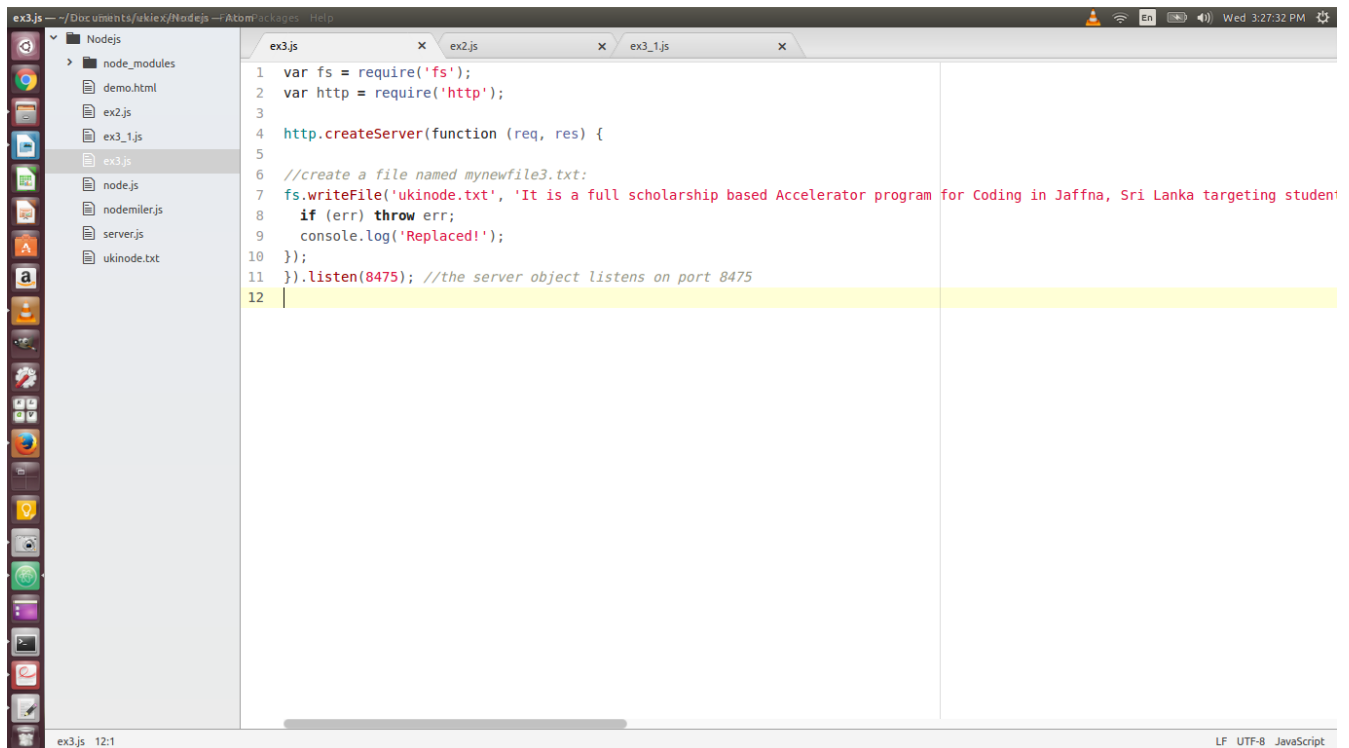 ex3.js — ~/Documents/ukiex/Nodejs — Atom Packages Help
En
Wed 3:27:32 PM
Nodejs
node_modules
demo.html
ex2.js
ex3_1.js
ex3.js
node.js
nodemiler.js
server.js
ukinode.txt
ex3.js ex2.js ex3_1.js
1 var fs = require('fs');
2 var http = require('http');
3
4 http.createServer(function (req, res) {
5
6 //create a file named mynewfile3.txt:
7 fs.writeFile('ukinode.txt', 'It is a full scholarship based Accelerator program for Coding in Jaffna, Sri Lanka targeting student
8 if (err) throw err;
9 console.log('Replaced!');
10 });
11 }).listen(8475); //the server object listens on port 8475
12
ex3.js 12:1
LF UTF-8 JavaScript